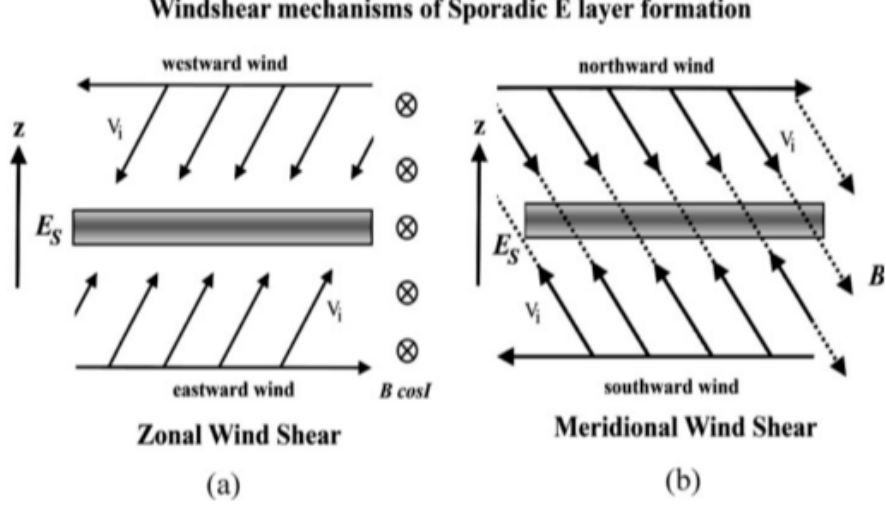 Windshear mechanisms of Sporadic E layer formation
westward wind
Vi
z
Es
Vi
eastward wind
B cosI
Zonal Wind Shear
(a)
northward wind
Vi
z
Es
B
Vi
southward wind
Meridional Wind Shear
(b)